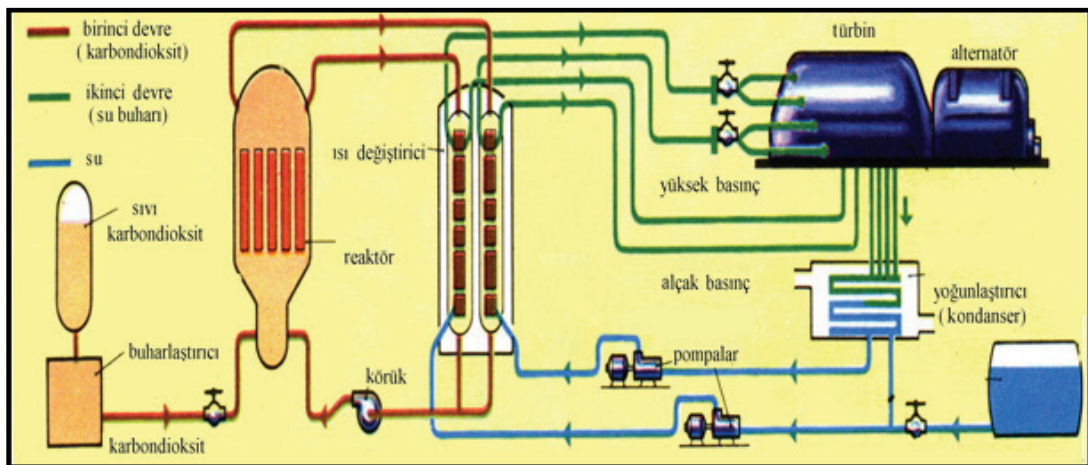 birinci devre
( karbondioksit)
ikinci devre
(su buharı)
su
sıvı
karbondioksit
buharlaştırıcı
karbondioksit
reaktör
körük
ısı değiştirici
türbin
alternatör
yüksek basınç
alçak basınç
yoğunlaştırıcı
( kondanser)
pompalar